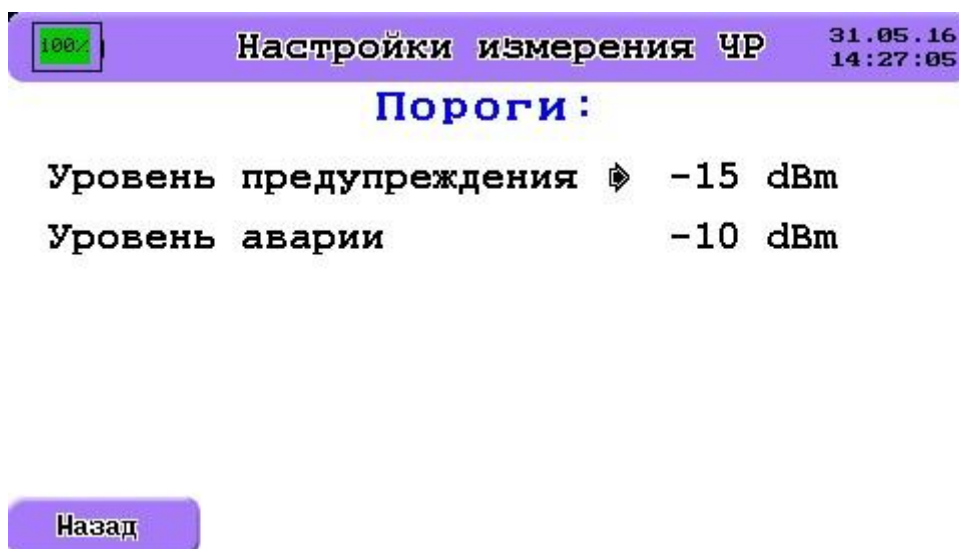 100%
Настройки измерения ЧР
31.05.16
14:27:05
Пороги:
Уровень предупреждения -15 dBm
Уровень аварии -10 dBm
Назад